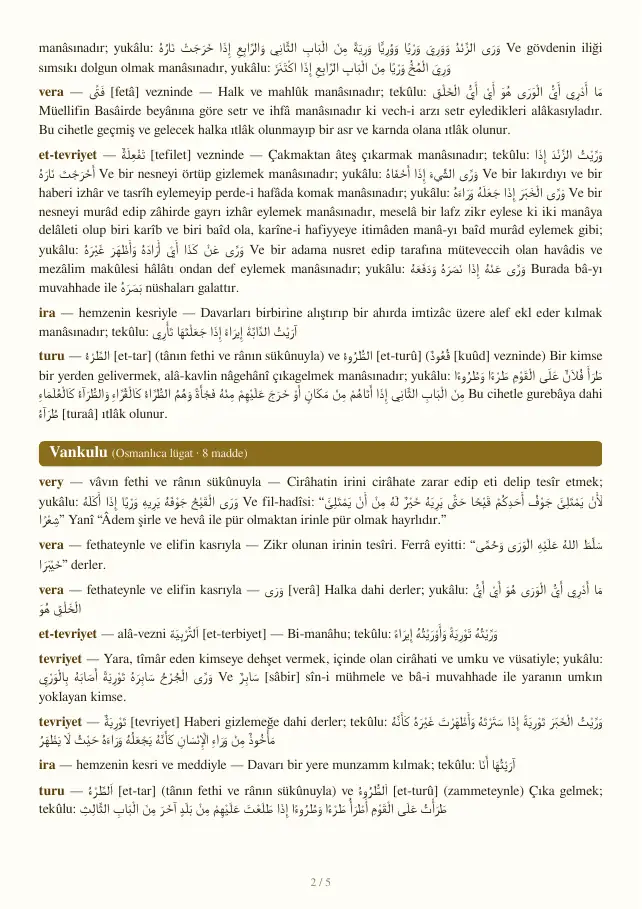 manâsınadır; yukâlu: وَرَى الزَّنْدُ وَوَرِيَ وَرْيًا وَوُرِيًّا وَرِيَةً مِنَ الْبَابِ الثَّانِي وَالرَّابِعِ إِذَا خَرَجَتْ نَارُهُ Ve gövdenin iliği
sımsıkı dolgun olmak manâsınadır, yukâlu: وَرِيَ الْمُخُّ وَرْيًا مِنَ الْبَابِ الرَّابِعِ إِذَا اكْتَنَزَ
vera — فَتًى [fetâ] vezninde — Halk ve mahlûk manâsınadır; tekûlu: مَا أَدْرِي أَيُّ الْوَرَى هُوَ أَيْ أَيُّ الْخَلْقِ
Müellifin Basâirde beyânına göre setr ve ihfâ manâsınadır ki vech-i arzı setr eyledikleri alâkasıyladır.
Bu cihetle geçmiş ve gelecek halka ıtlâk olunmayıp bir asr ve karnda olana ıtlâk olunur.
et-tevriyet — تَفْعِلَةٌ [tefilet] vezninde — Çakmaktan âteş çıkarmak manâsınadır; tekûlu: وَرَّيْتُ الزَّنْدَ إِذَا
أَخْرَجْتَ نَارَهُ Ve bir nesneyi örtüp gizlemek manâsınadır; yukâlu: وَرَّى الشَّيْءَ إِذَا أَخْفَاهُ Ve bir lakırdıyı ve bir
haberi izhâr ve tasrîh eylemeyip perde-i hafâda komak manâsınadır; yukâlu: وَرَّى الْخَبَرَ إِذَا جَعَلَهُ وَرَاءَهُ Ve bir
nesneyi murâd edip zâhirde gayrı izhâr eylemek manâsınadır, meselâ bir lafz zikr eylese ki iki manâya
delâleti olup biri karîb ve biri baîd ola, karîne-i hafiyyeye itimâden manâ-yı baîd murâd eylemek gibi;
yukâlu: وَرَّى عَنْ كَذَا أَيْ أَرَادَهُ وَأَظْهَرَ غَيْرَهُ Ve bir adama nusret edip tarafına müteveccih olan havâdis ve
mezâlim makûlesi hâlâtı ondan def eylemek manâsınadır; yukâlu: وَرَّى عَنْهُ إِذَا نَصَرَهُ وَدَفَعَهُ Burada bâ-yı
muvahhade ile بَصَرَهُ nüshaları galattır.
ira — hemzenin kesriyle — Davarları birbirine alıştırıp bir ahırda imtizâc üzere alef ekl eder kılmak
manâsınadır; tekûlu: آرَيْتُ الدَّابَّةَ إِيرَاءً إِذَا جَعَلْتَهَا تَأْرِي
turu — الطَّرْءُ [et-tar] (tânın fethi ve rânın sükûnuyla) ve الطُّرُوءُ [et-turû] (قُعُودٌ [kuûd] vezninde) Bir kimse
bir yerden gelivermek, alâ-kavlin nâgehânî çıkagelmek manâsınadır; yukâlu: طَرَأَ فُلَانٌ عَلَى الْقَوْمِ طَرْءًا وَطُرُوءًا
مِنَ الْبَابِ الثَّانِي إِذَا أَتَاهُمْ مِنْ مَكَانٍ أَوْ خَرَجَ عَلَيْهِمْ مِنْهُ فَجْأَةً وَهُمُ الطُّرَّاءُ كَالْقُرَّاءِ وَالطُّرَآءُ كَالْعُلَمَاءِ Bu cihetle gurebâya dahi
طُرَآءُ [turaâ] ıtlâk olunur.
Vankulu (Osmanlıca lügat · 8 madde)
very — vâvın fethi ve rânın sükûnuyla — Cirâhatin irini cirâhate zarar edip eti delip tesîr etmek;
yukâlu: وَرَى الْقَيْحُ جَوْفَهُ يَرِيهِ وَرْيًا إِذَا أَكَلَهُ Ve fil-hadîsi: “لَأَنْ يَمْتَلِئَ جَوْفُ أَحَدِكُمْ قَيْحًا حَتَّى يَرِيَهُ خَيْرٌ لَهُ مِنْ أَنْ يَمْتَلِئَ
شِعْرًا” Yanî “Âdem şirle ve hevâ ile pür olmaktan irinle pür olmak hayrlıdır.”
vera — fethateynle ve elifin kasrıyla — Zikr olunan irinin tesîri. Ferrâ eyitti: “سَلَّطَ اللهُ عَلَيْهِ الْوَرَى وَحُمَّى
خَيْبَرَا” derler.
vera — fethateynle ve elifin kasrıyla — وَرَى [verâ] Halka dahi derler; yukâlu: مَا أَدْرِي أَيُّ الْوَرَى هُوَ أَيْ أَيُّ
الْخَلْقِ هُوَ
et-tevriyet — alâ-vezni اَلتَّرْبِيَة [et-terbiyet] — Bi-manâhu; tekûlu: وَرَّيْتُهُ تَوْرِيَةً وَأَوْرَيْتُهُ إِيرَاءً
tevriyet — Yara, tîmâr eden kimseye dehşet vermek, içinde olan cirâhati ve umku ve vüsatiyle; yukâlu:
وَرَّى الْجُرْحُ سَابِرَهُ تَوْرِيَةً أَصَابَهُ بِالْوَرْيِ Ve سَابِرٌ [sâbir] sîn-i mühmele ve bâ-i muvahhade ile yaranın umkın
yoklayan kimse.
tevriyet — تَوْرِيَةٌ [tevriyet] Haberi gizlemeğe dahi derler; tekûlu: وَرَّيْتُ الْخَبَرَ تَوْرِيَةً إِذَا سَتَرْتَهُ وَأَظْهَرْتَ غَيْرَهُ كَأَنَّهُ
مَأْخُوذٌ مِنْ وَرَاءِ الْإِنْسَانِ كَأَنَّهُ يَجْعَلُهُ وَرَاءَهُ حَيْثُ لَا يَظْهَرُ
ira — hemzenin kesri ve meddiyle — Davarı bir yere munzamm kılmak; tekûlu: آرَيْتُهَا أَنَا
turu — اَلطَّرْءُ [et-tar] (tânın fethi ve rânın sükûnuyla) ve اَلطُّرُوءُ [et-turû] (zammeteynle) Çıka gelmek;
tekûlu: طَرَأْتُ عَلَى الْقَوْمِ أَطْرَأُ طَرْءًا وَطُرُوءًا إِذَا طَلَعْتَ عَلَيْهِمْ مِنْ بَلَدٍ آخَرَ مِنَ الْبَابِ الثَّالِثِ
2 / 5